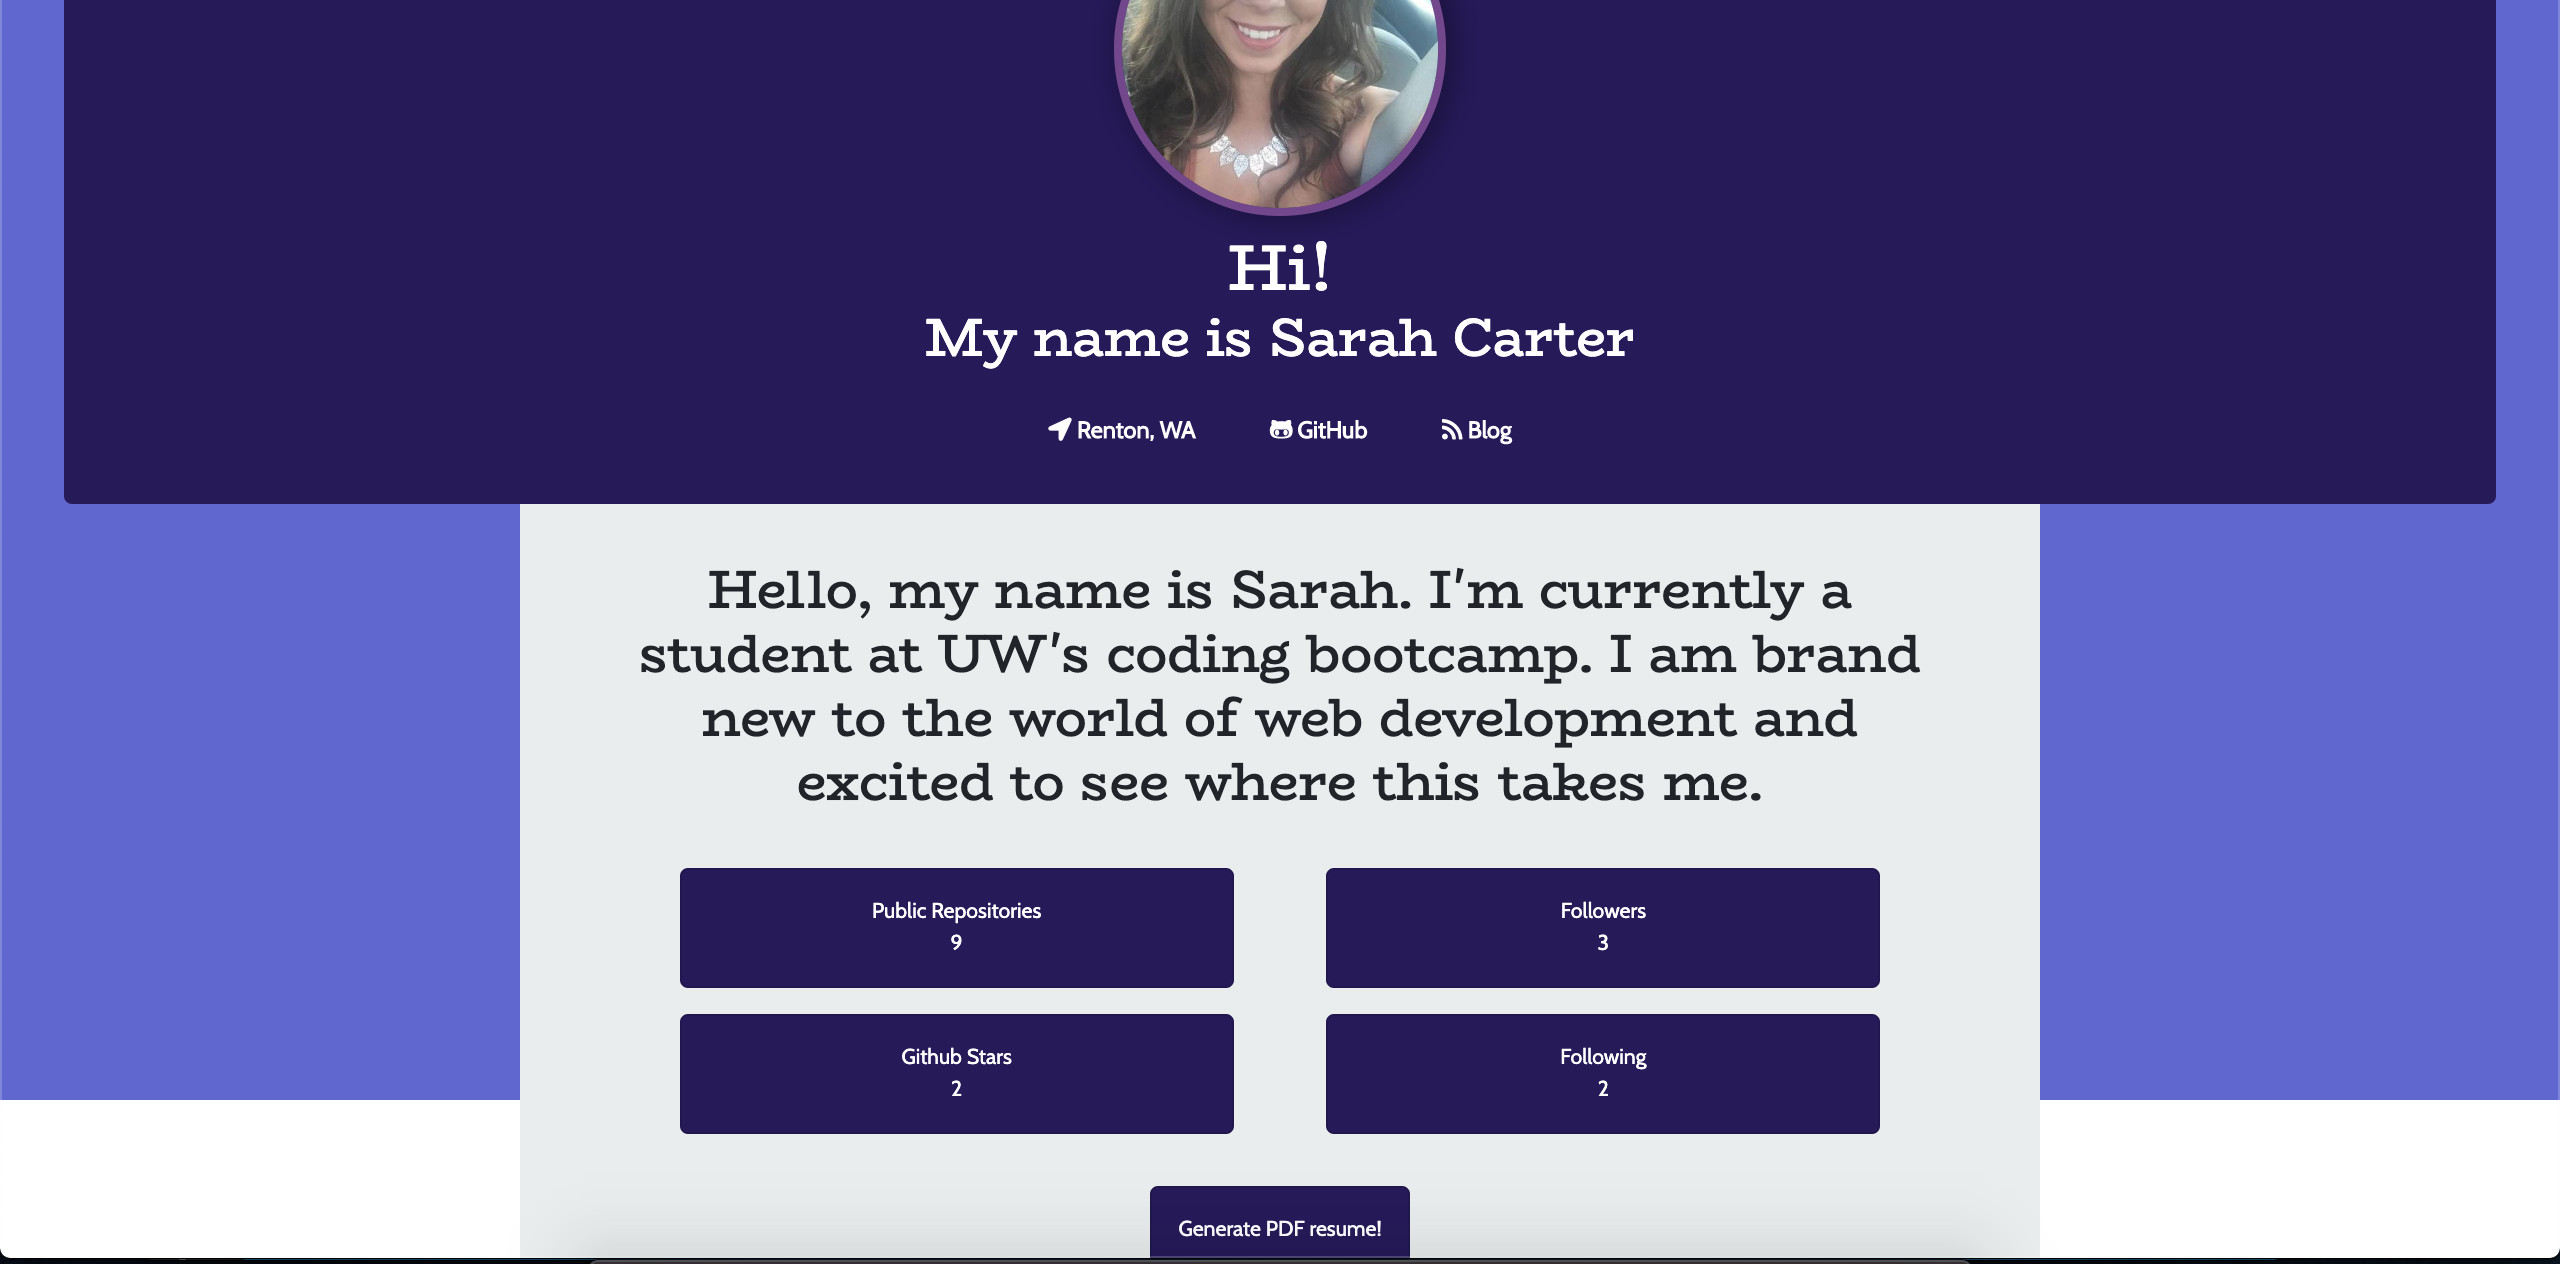 Hi!
My name is Sarah Carter
Renton, WA GitHub Blog
Hello, my name is Sarah. I'm currently a
student at UW's coding bootcamp. I am brand
new to the world of web development and
excited to see where this takes me.
Public Repositories
9
Followers
3
Github Stars
2
Following
2
Generate PDF resume!